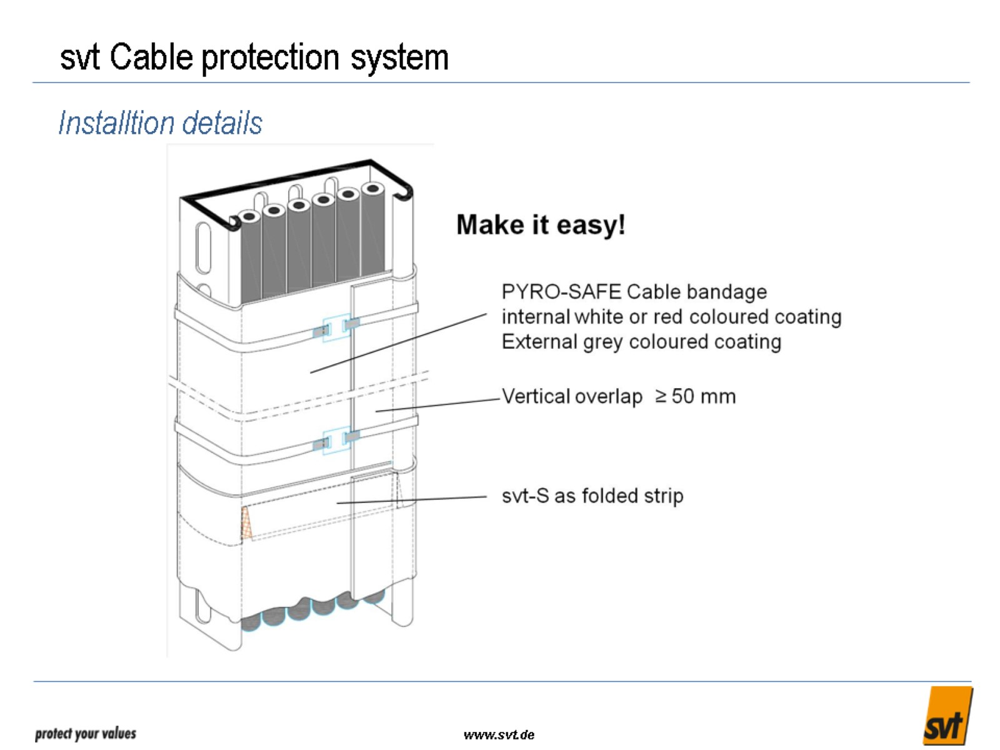 svt Cable protection system
Installtion details
Make it easy!
PYRO-SAFE Cable bandage
internal white or red coloured coating
External grey coloured coating
Vertical overlap ≥ 50 mm
svt-S as folded strip
protect your values
www.svt.de
svt